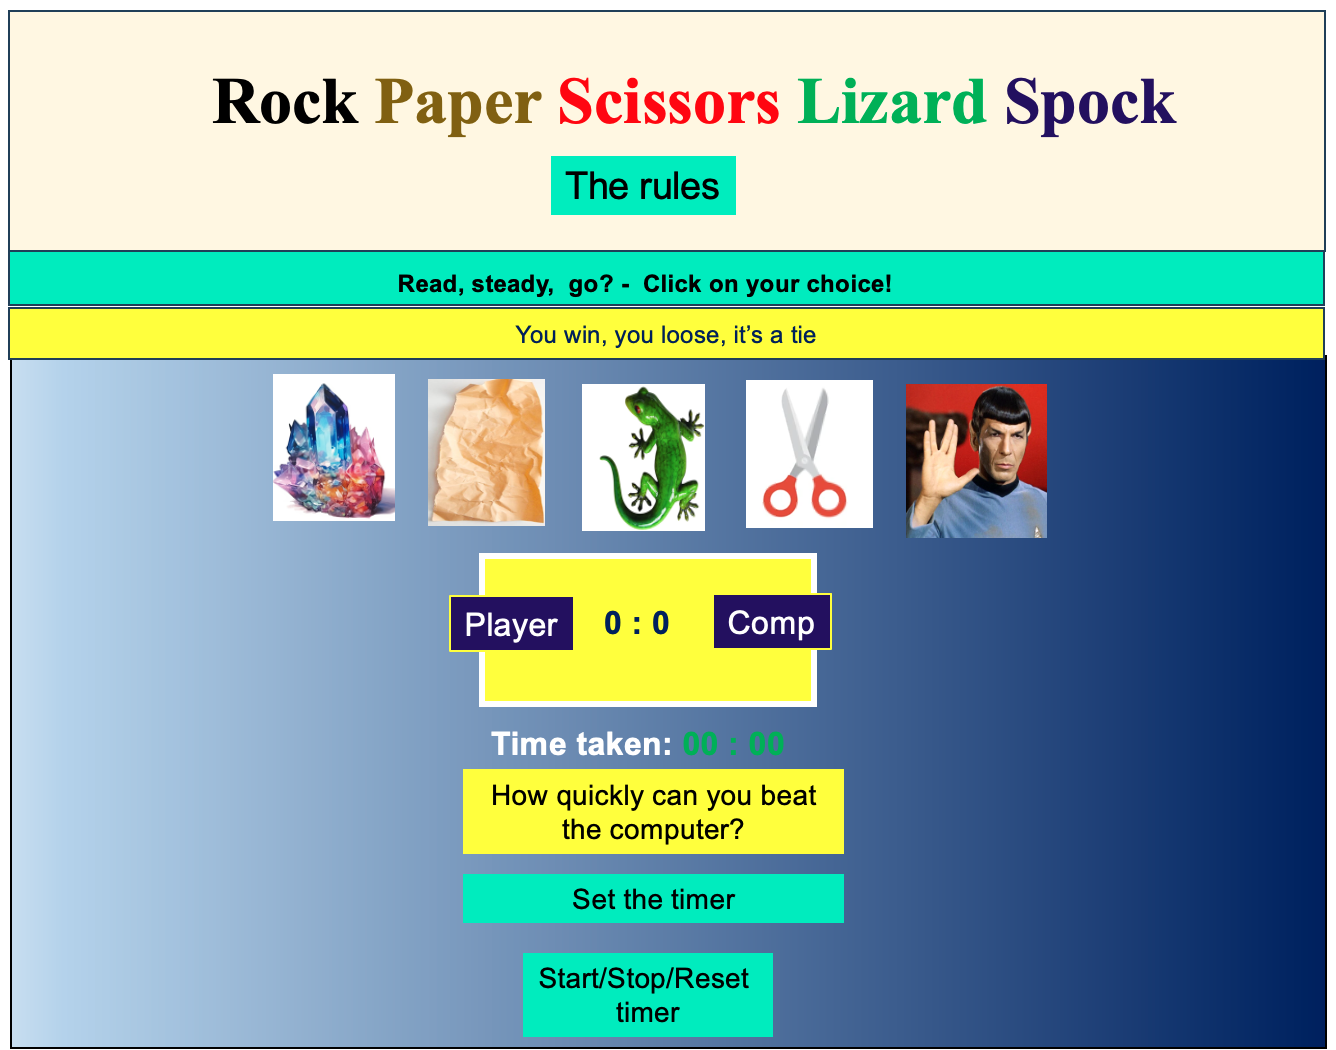 Rock Paper Scissors Lizard Spock
The rules
Read, steady,  go? -  Click on your choice!
You win, you loose, it’s a tie
Player 0 : 0 Comp
Time taken: 00 : 00
How quickly can you beat
the computer?
Set the timer
Start/Stop/Reset
timer